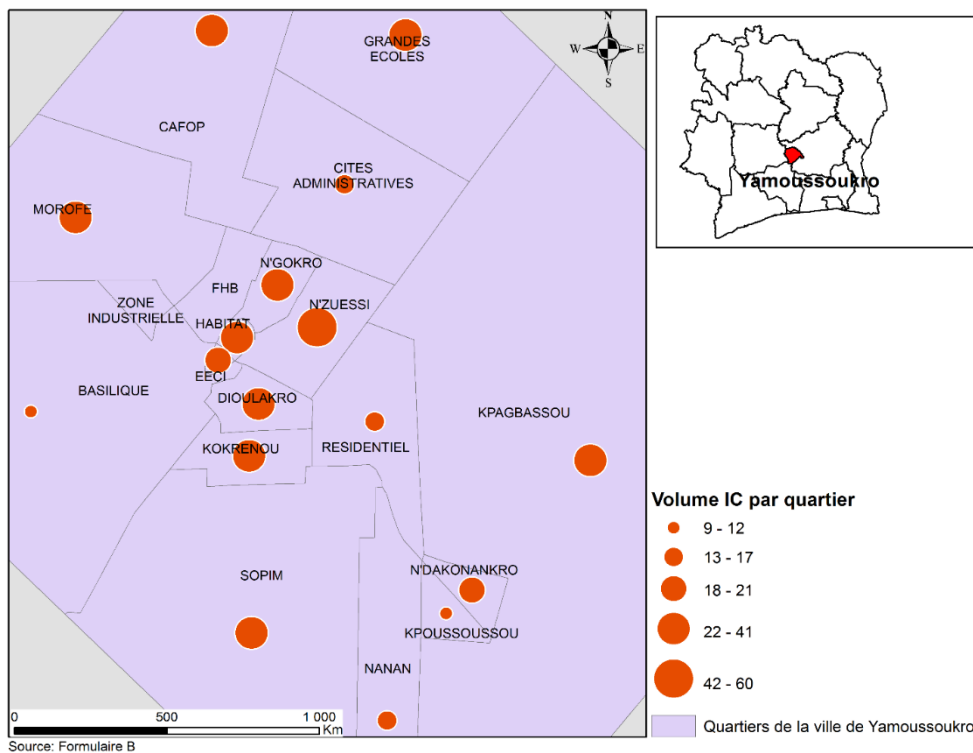 N
W E
S
GRANDES
ECOLES
CAFOP
CITES
ADMINISTRATIVES
MOROFE
N'GOKRO
FHB
N'ZUESSI
ZONE
INDUSTRIELLE
HABITAT
EECI
BASILIQUE
DIOULAKRO
KPAGBASSOU
KOKRENOU
RESIDENTIEL
SOPIM
N'DAKONANKRO
KPOUSSOUSSOU
NANAN
0 500 1 000
Km
Source: Formulaire B
Yamoussoukro
Volume IC par quartier
9 - 12
13 - 17
18 - 21
22 - 41
42 - 60
Quartiers de la ville de Yamoussoukro